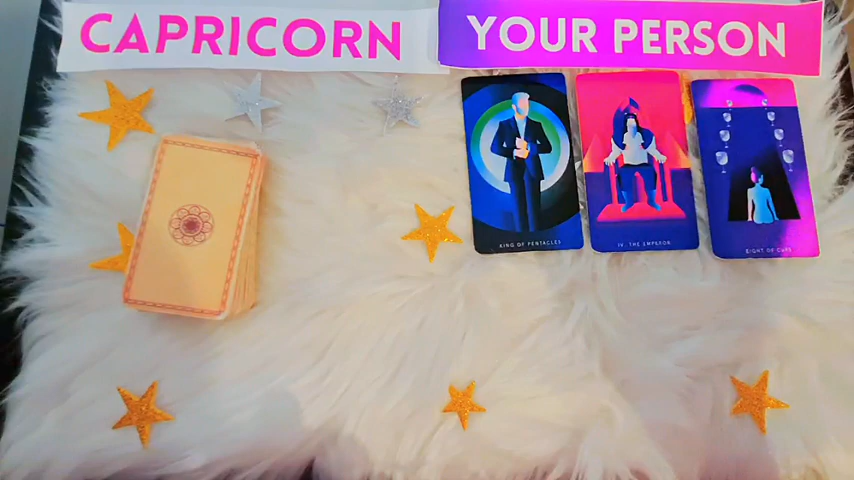 CAPRICORN
YOUR PERSON
KING OF PENTACLES
IV. THE EMPEROR
EIGHT OF CUPS